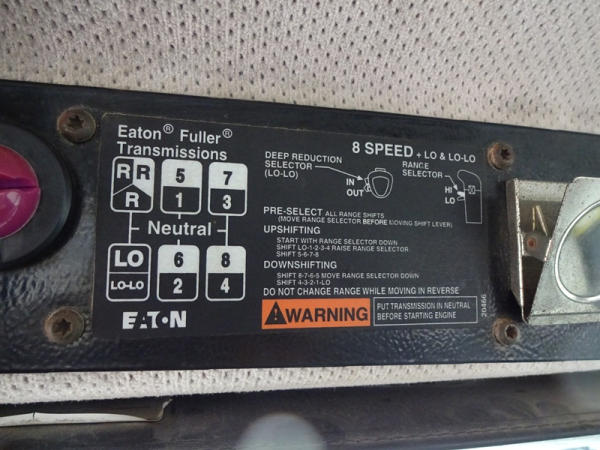 Eaton® Fuller®
Transmissions
8 SPEED + LO & LO-LO
R R
R
5
1
7
3
Neutral
LO
LO-LO
6
2
8
4
EATON
DEEP REDUCTION
SELECTOR
(LO-LO)
IN
OUT
RANGE
SELECTOR
HI
LO
PRE-SELECT ALL RANGE SHIFTS
(MOVE RANGE SELECTOR BEFORE MOVING SHIFT LEVER)
UPSHIFTING
START WITH RANGE SELECTOR DOWN
SHIFT LO-1-2-3-4 RAISE RANGE SELECTOR
SHIFT 5-6-7-8
DOWNSHIFTING
SHIFT 8-7-6-5 MOVE RANGE SELECTOR DOWN
SHIFT 4-3-2-1-LO
DO NOT CHANGE RANGE WHILE MOVING IN REVERSE
WARNING
PUT TRANSMISSION IN NEUTRAL
BEFORE STARTING ENGINE
20466